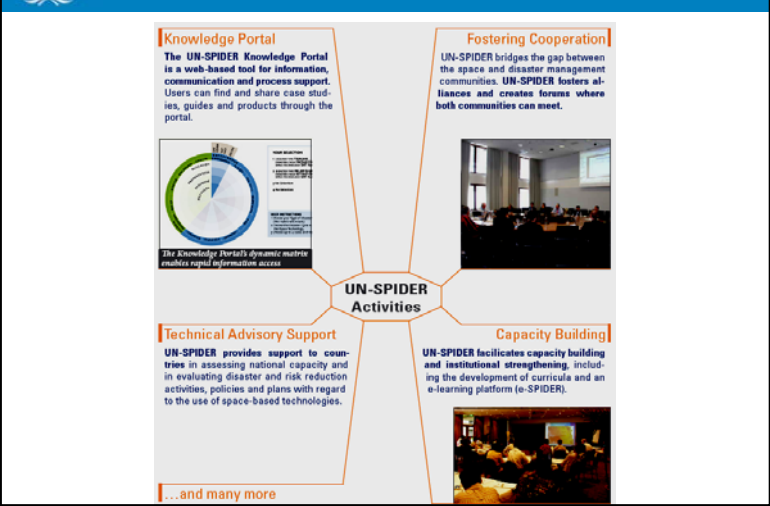 Knowledge Portal
The UN-SPIDER Knowledge Portal
is a web-based tool for information,
communication and process support.
Users can find and share case stud-
ies, guides and products through the
portal.
YOUR SELECTION
The Knowledge Portal's dynamic matrix
enables rapid information access
Fostering Cooperation
UN-SPIDER bridges the gap between
the space and disaster management
communities. UN-SPIDER fosters al-
liances and creates forums where
both communities can meet.
UN-SPIDER
Activities
Technical Advisory Support
UN-SPIDER provides support to coun-
tries in assessing national capacity and
in evaluating disaster and risk reduction
activities, policies and plans with regard
to the use of space-based technologies.
...and many more
Capacity Building
UN-SPIDER facilicates capacity building
and institutional strengthening, includ-
ing the development of curricula and an
e-learning platform (e-SPIDER).